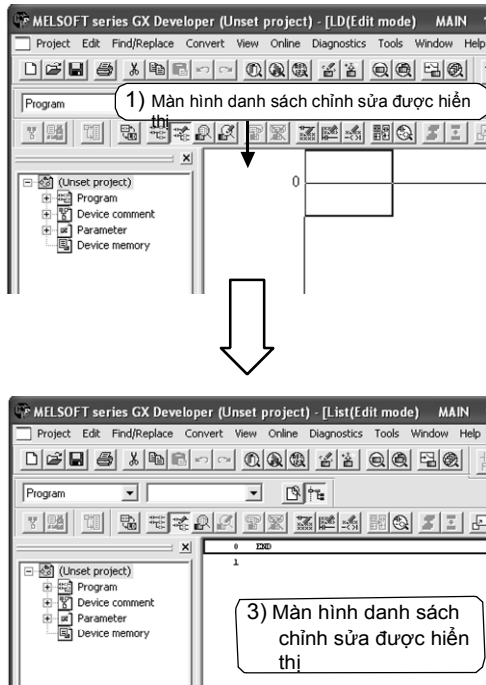 MELSOFT series GX Developer (Unset project) - [LD(Edit mode) MAIN
Project Edit Find/Replace Convert View Online Diagnostics Tools Window Help
Program
1) Màn hình danh sách chỉnh sửa được hiển
thị
(Unset project)
Program
Device comment
Parameter
Device memory
0
MELSOFT series GX Developer (Unset project) - [List(Edit mode) MAIN
Project Edit Find/Replace Convert View Online Diagnostics Tools Window Help
Program
0 END
1
(Unset project)
Program
Device comment
Parameter
Device memory
3) Màn hình danh sách
chỉnh sửa được hiển
thị